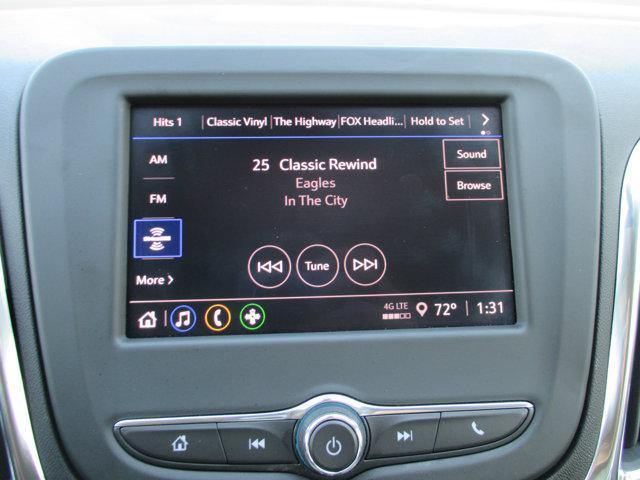 Hits 1 Classic Vinyl The Highway FOX Headli... Hold to Set
AM
25 Classic Rewind
Sound
Eagles
FM
In The City
Browse
Tune
More
4G LTE
72° 1:31